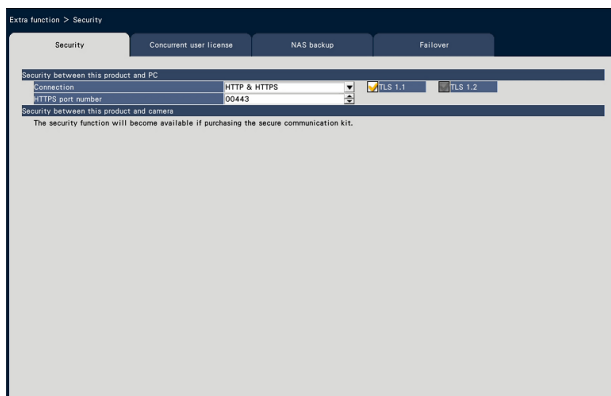 Extra function > Security
Security Concurrent user license NAS backup Failover
Security between this product and PC
Connection HTTP & HTTPS TLS 1.1 TLS 1.2
HTTPS port number 00443
Security between this product and camera
The security function will become available if purchasing the secure communication kit.